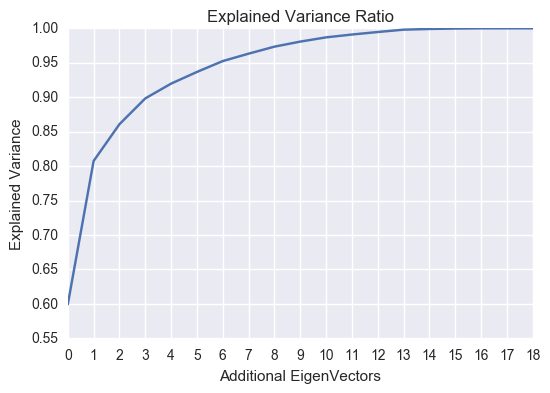 Explained Variance Ratio
1.00
0.95
0.90
0.85
0.80
0.75
0.70
0.65
0.60
0.55
Explained Variance
0 1 2 3 4 5 6 7 8 9 10 11 12 13 14 15 16 17 18
Additional EigenVectors